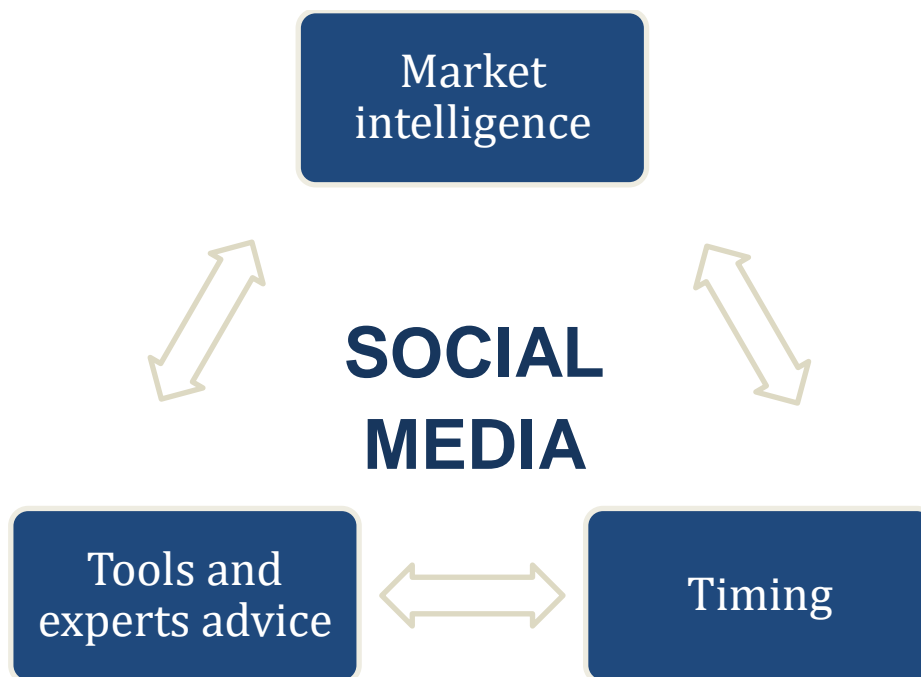 Market
intelligence
SOCIAL
MEDIA
Tools and
experts advice
Timing